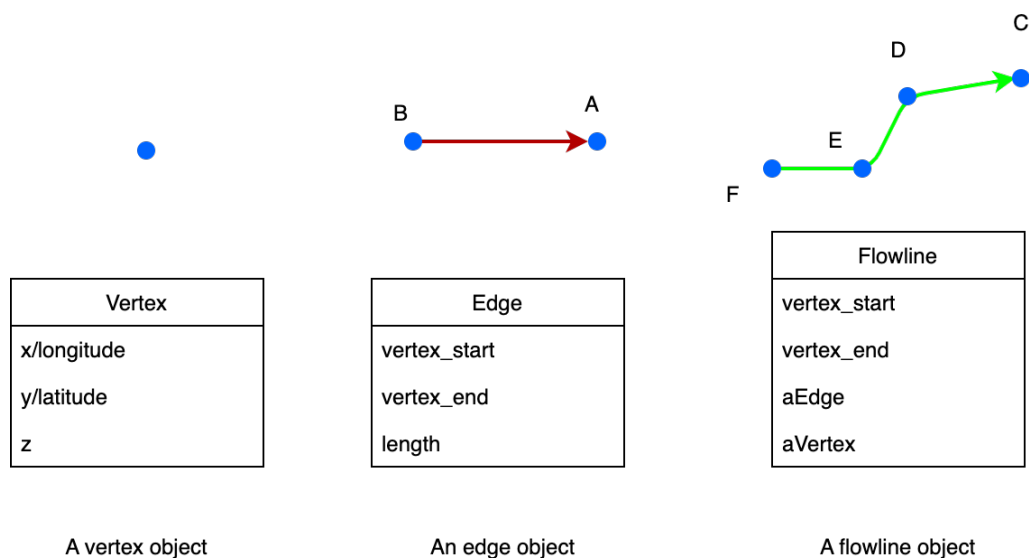 C
D
B
A
E
F
Vertex
x/longitude
y/latitude
z
A vertex object
Edge
vertex_start
vertex_end
length
An edge object
Flowline
vertex_start
vertex_end
aEdge
aVertex
A flowline object